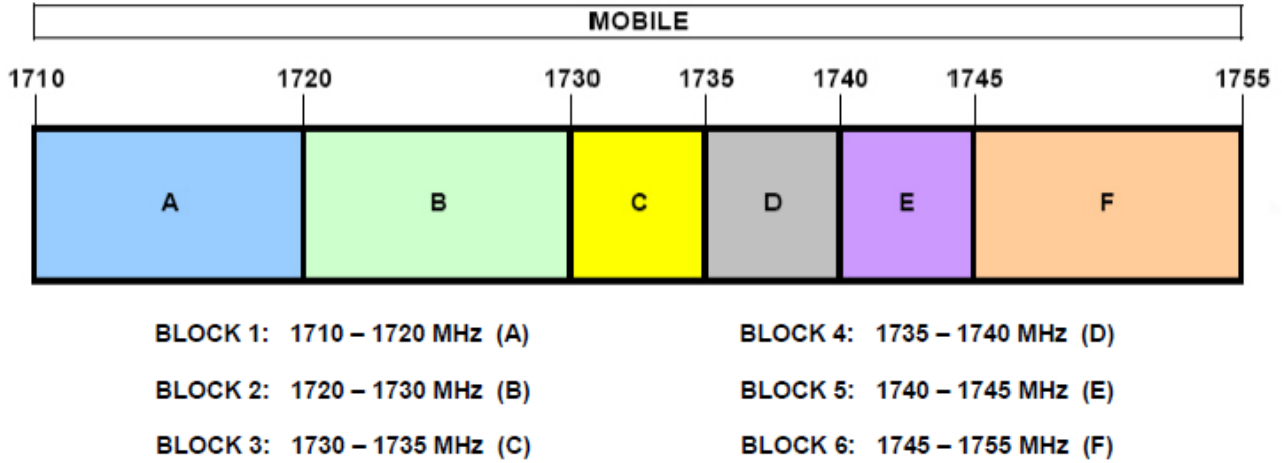 MOBILE
1710 1720 1730 1735 1740 1745 1755
A B C D E F
BLOCK 1: 1710 – 1720 MHz (A) BLOCK 4: 1735 – 1740 MHz (D)
BLOCK 2: 1720 – 1730 MHz (B) BLOCK 5: 1740 – 1745 MHz (E)
BLOCK 3: 1730 – 1735 MHz (C) BLOCK 6: 1745 – 1755 MHz (F)